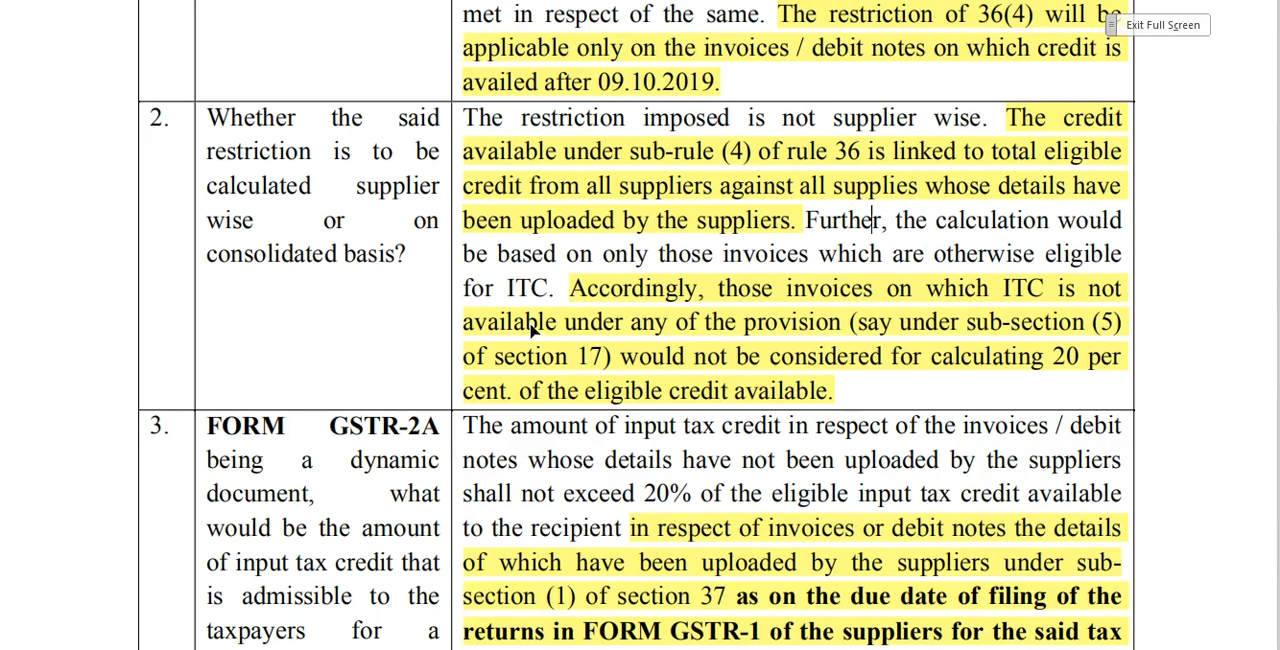 met in respect of the same. The restriction of 36(4) will be
Exit Full Screen
applicable only on the invoices / debit notes on which credit is
availed after 09.10.2019.
2.
Whether the said
restriction is to be
calculated supplier
wise or on
consolidated basis?
The restriction imposed is not supplier wise. The credit
available under sub-rule (4) of rule 36 is linked to total eligible
credit from all suppliers against all supplies whose details have
been uploaded by the suppliers. Further, the calculation would
be based on only those invoices which are otherwise eligible
for ITC. Accordingly, those invoices on which ITC is not
available under any of the provision (say under sub-section (5)
of section 17) would not be considered for calculating 20 per
cent. of the eligible credit available.
3.
FORM GSTR-2A
being a dynamic
document, what
would be the amount
of input tax credit that
is admissible to the
taxpayers for a
The amount of input tax credit in respect of the invoices / debit
notes whose details have not been uploaded by the suppliers
shall not exceed 20% of the eligible input tax credit available
to the recipient in respect of invoices or debit notes the details
of which have been uploaded by the suppliers under sub-
section (1) of section 37 as on the due date of filing of the
returns in FORM GSTR-1 of the suppliers for the said tax